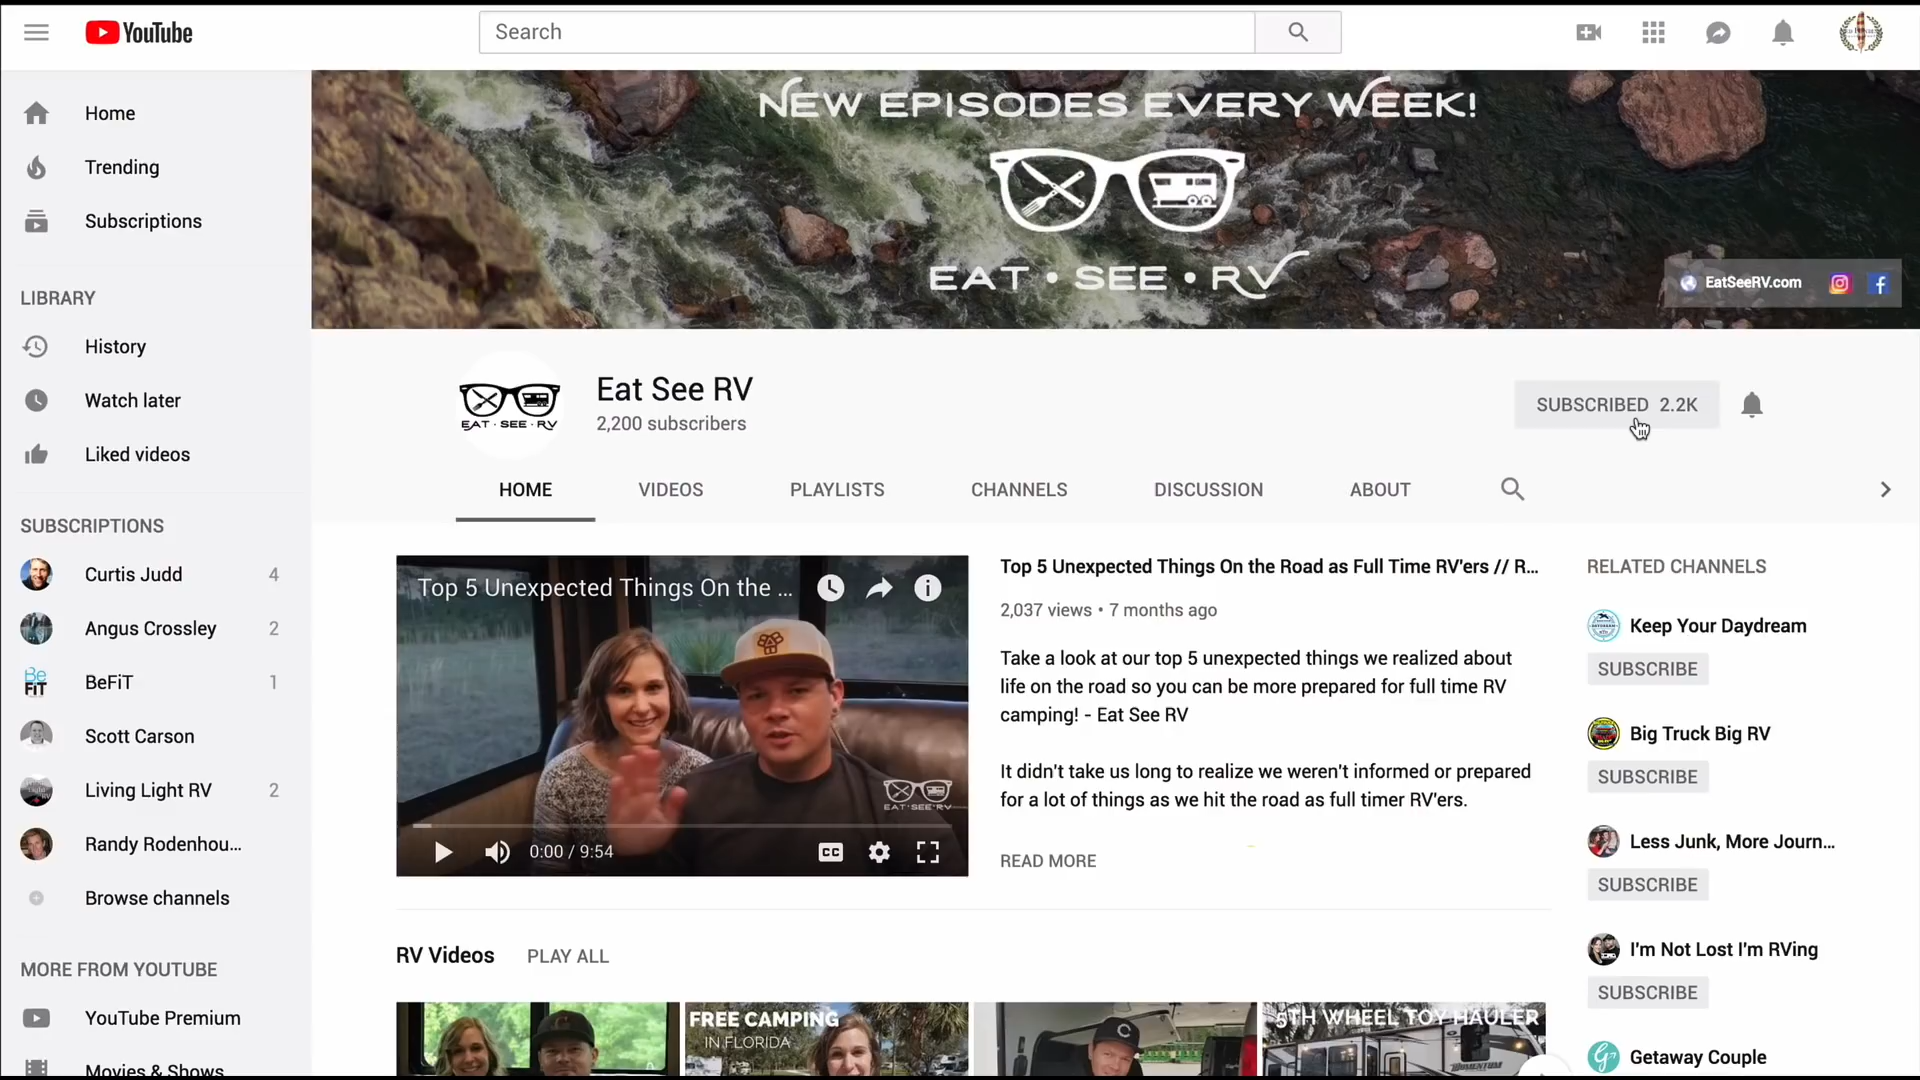 YouTube
Search
Home
Trending
Subscriptions
LIBRARY
History
Watch later
Liked videos
SUBSCRIPTIONS
Curtis Judd 4
Angus Crossley 2
BeFiT 1
Scott Carson
Living Light RV 2
Randy Rodenhou...
Browse channels
MORE FROM YOUTUBE
YouTube Premium
Movies & Shows
NEW EPISODES EVERY WEEK!
EAT • SEE • RV
EatSeeRV.com
EAT · SEE · RV
Eat See RV
2,200 subscribers
SUBSCRIBED 2.2K
HOME
VIDEOS
PLAYLISTS
CHANNELS
DISCUSSION
ABOUT
Top 5 Unexpected Things On the ...
EAT·SEE·RV
0:00 / 9:54
CC
Top 5 Unexpected Things On the Road as Full Time RV'ers // R...
2,037 views • 7 months ago
Take a look at our top 5 unexpected things we realized about
life on the road so you can be more prepared for full time RV
camping! - Eat See RV
It didn't take us long to realize we weren't informed or prepared
for a lot of things as we hit the road as full timer RV'ers.
READ MORE
RV Videos PLAY ALL
FREE CAMPING
IN FLORIDA
5TH WHEEL TOY HAULER
MOMENTUM
RELATED CHANNELS
Keep Your Daydream
SUBSCRIBE
Big Truck Big RV
SUBSCRIBE
Less Junk, More Journ...
SUBSCRIBE
I'm Not Lost I'm RVing
SUBSCRIBE
Getaway Couple